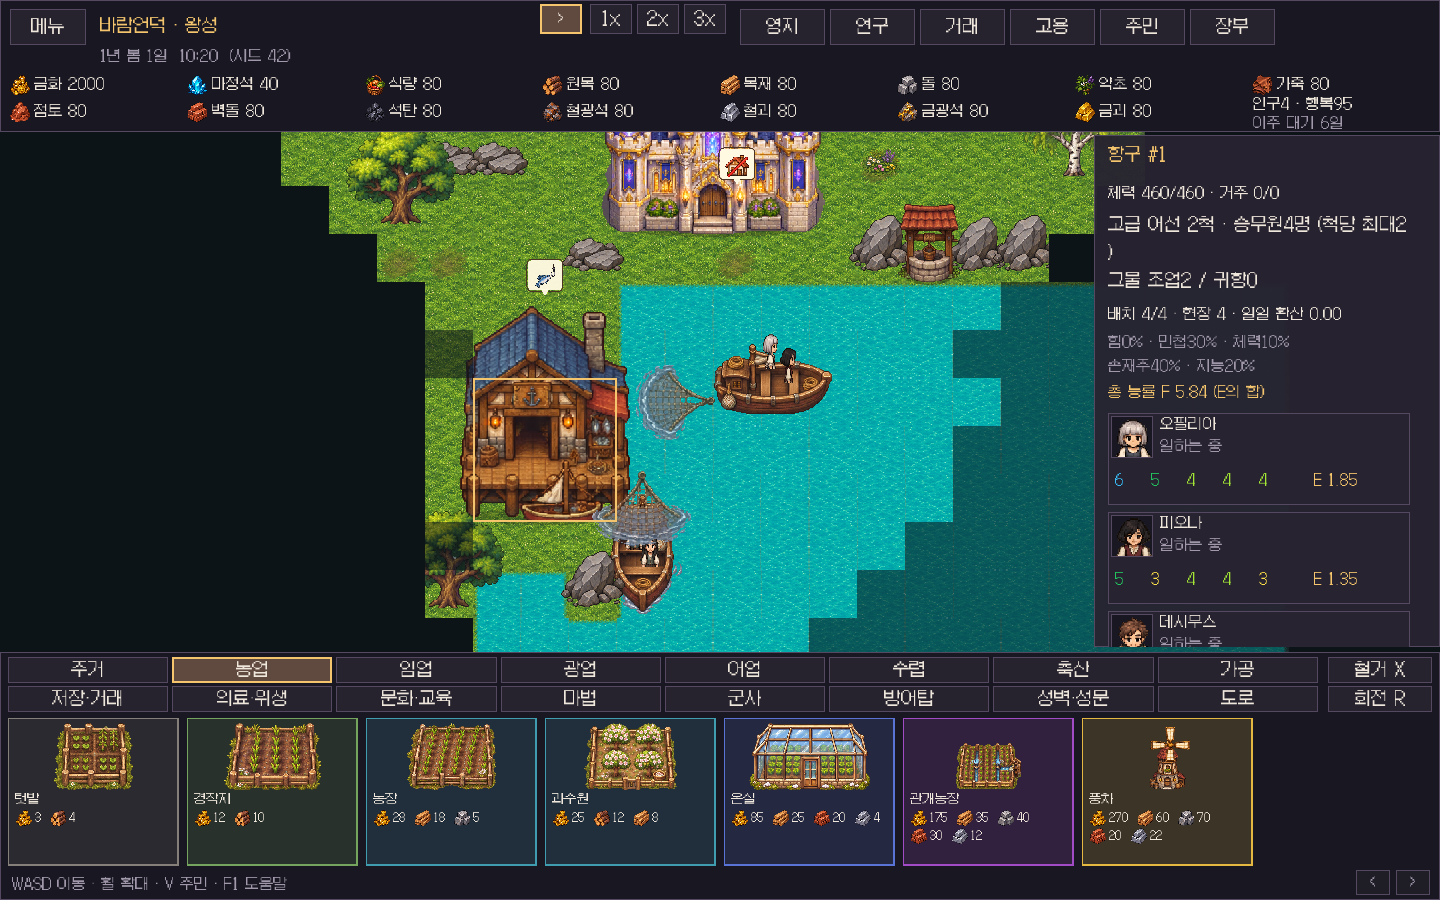 메뉴
바람언덕 · 왕성
1년 봄 1일 10:20 (시드 42)
>
1x
2x
3x
영지
연구
거래
고용
주민
장부
금화 2000
마정석 40
식량 80
원목 80
목재 80
돌 80
약초 80
가죽 80
점토 80
벽돌 80
석탄 80
철광석 80
철괴 80
금광석 80
금괴 80
인구4 · 행복95
이주 대기 6일
항구 #1
체력 460/460 · 거주 0/0
고급 어선 2척 · 승무원4명 (척당 최대2
)
그물 조업2 / 귀항0
배치 4/4 · 현장 4 · 일일 환산 0.00
힘0% · 민첩30% · 체력10%
손재주40% · 지능20%
총 능률 F 5.84 (E의 합)
오필리아
일하는 중
6 5 4 4 4 E 1.85
피오나
일하는 중
5 3 4 4 3 E 1.35
데시무스
일하는 중
주거
농업
임업
광업
어업
수렵
축산
가공
철거 X
저장·거래
의료·위생
문화·교육
마법
군사
방어탑
성벽·성문
도로
회전 R
텃밭
3 4
경작지
12 10
농장
28 18 5
과수원
25 12 8
온실
85 25 20 4
관개농장
175 35 40
30 12
풍차
270 60 70
20 22
WASD 이동 · 휠 확대 · V 주민 · F1 도움말
<
>